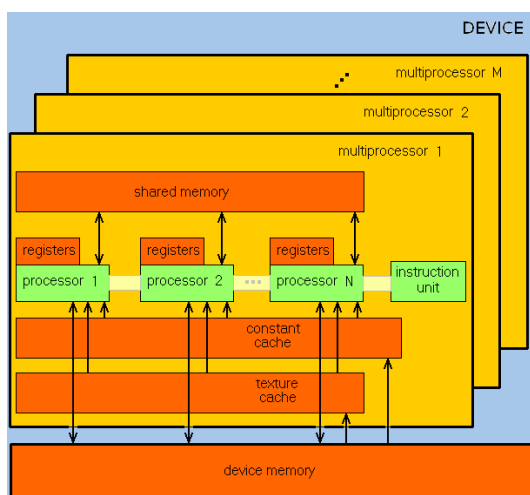 DEVICE
multiprocessor M
multiprocessor 2
multiprocessor 1
shared memory
registers
registers
registers
processor 1
processor 2
processor N
instruction
unit
constant
cache
texture
cache
device memory